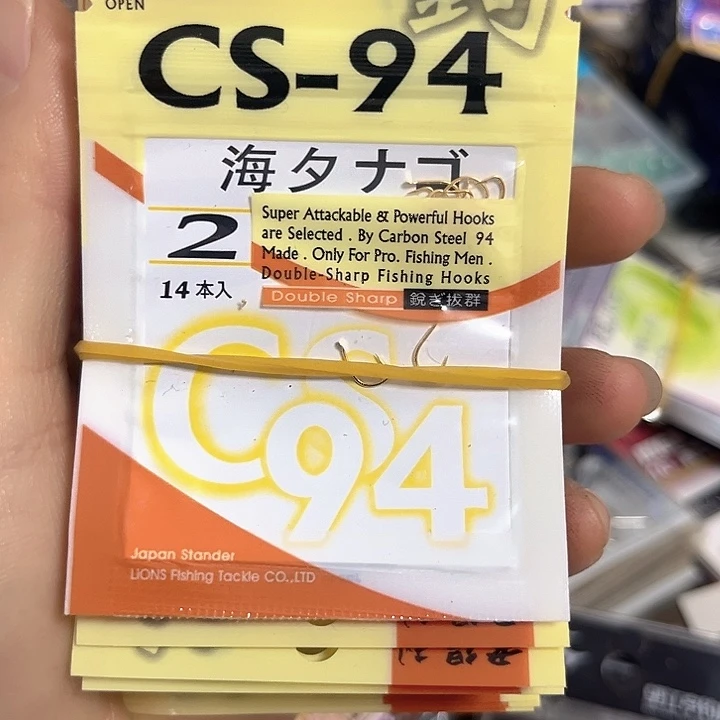 OPEN
釣
CS-94
海タナゴ
2
14本入
Super Attackable & Powerful Hooks
are Selected . By Carbon Steel 94
Made . Only For Pro. Fishing Men .
Double-Sharp Fishing Hooks
Double Sharp 鋭ぎ抜群
CS
94
Japan Stander
LiONS Fishing Tackle CO.,LTD